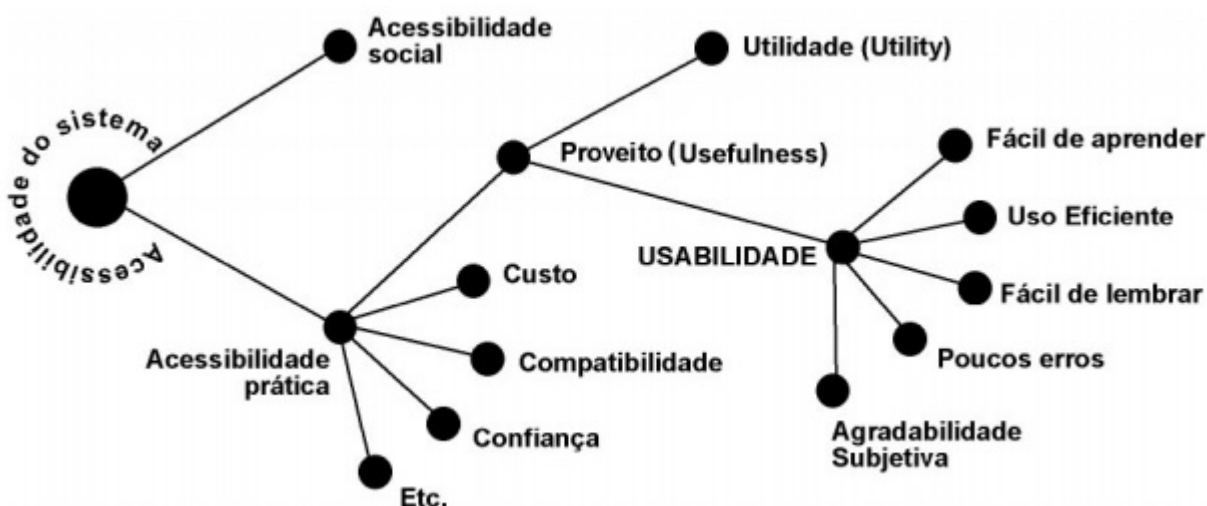 Acessibilidade do sistema
Acessibilidade
social
Utilidade (Utility)
Proveito (Usefulness)
Fácil de aprender
Uso Eficiente
USABILIDADE
Fácil de lembrar
Poucos erros
Agradabilidade
Subjetiva
Custo
Acessibilidade
prática
Compatibilidade
Confiança
Etc.